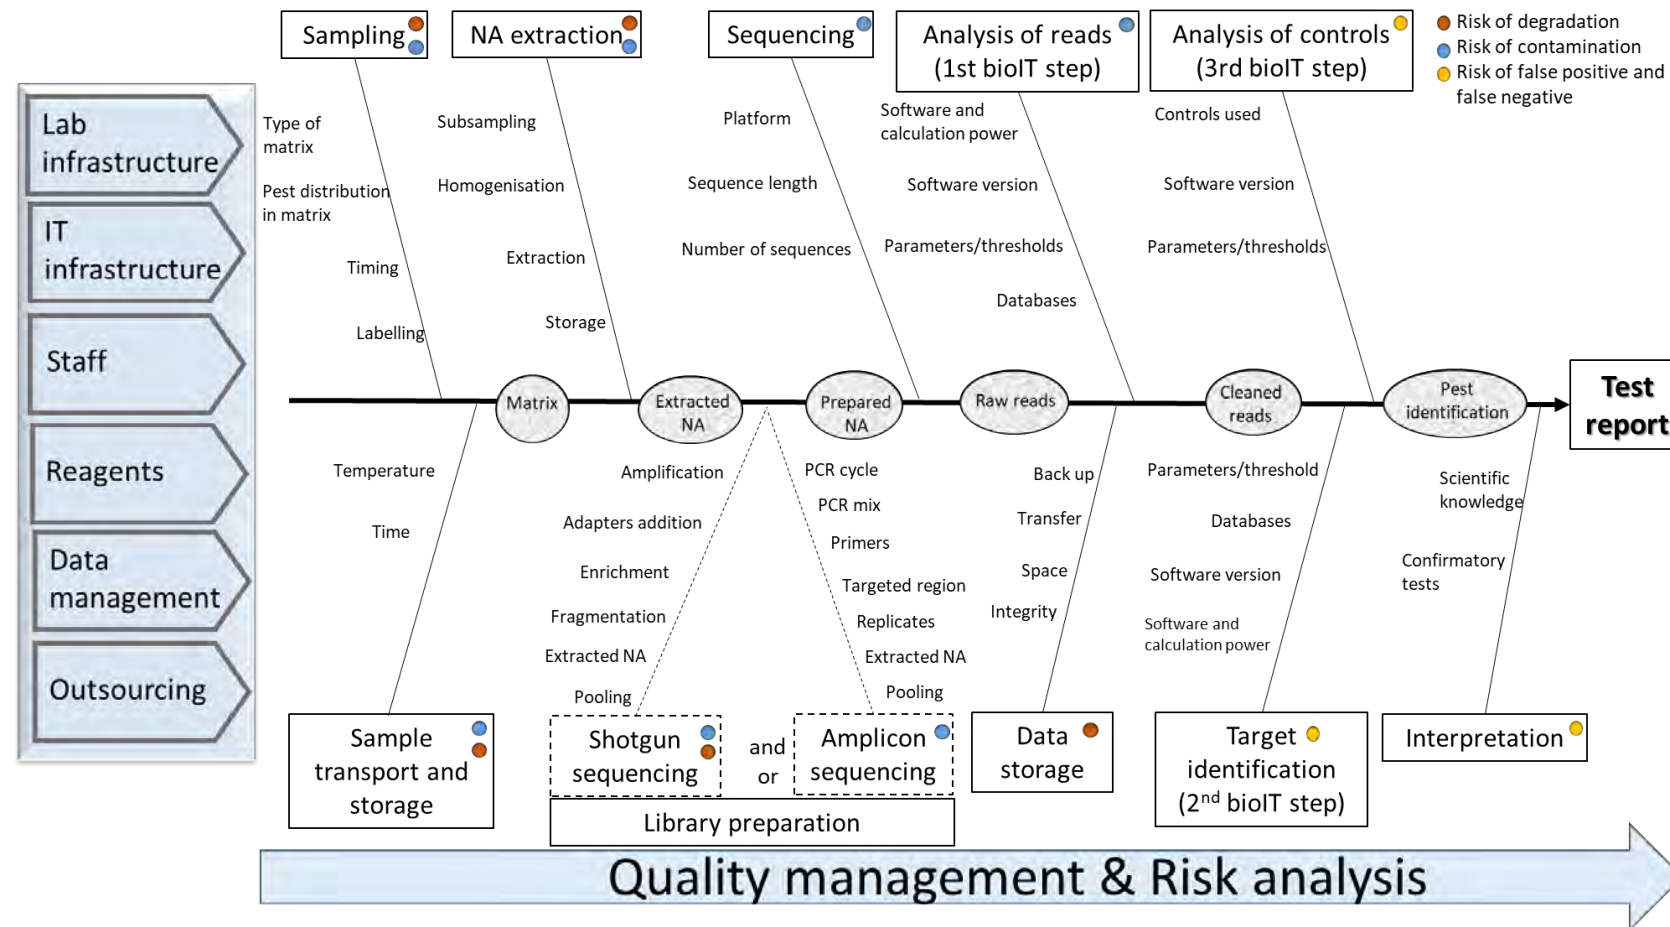 Sampling
NA extraction
Sequencing
Analysis of reads
(1st bioIT step)
Analysis of controls
(3rd bioIT step)
Risk of degradation
Risk of contamination
Risk of false positive and
false negative
Lab
infrastructure
IT
infrastructure
Staff
Reagents
Data
management
Outsourcing
Type of
matrix
Pest distribution
in matrix
Timing
Labelling
Subsampling
Homogenisation
Extraction
Storage
Platform
Sequence length
Number of sequences
Software and
calculation power
Software version
Parameters/thresholds
Databases
Controls used
Software version
Parameters/thresholds
Matrix
Extracted
NA
Prepared
NA
Raw reads
Cleaned
reads
Pest
identification
Test
report
Temperature
Time
Amplification
Adapters addition
Enrichment
Fragmentation
Extracted NA
Pooling
PCR cycle
PCR mix
Primers
Targeted region
Replicates
Extracted NA
Pooling
Back up
Transfer
Space
Integrity
Parameters/threshold
Databases
Software version
Software and
calculation power
Scientific
knowledge
Confirmatory
tests
Sample
transport and
storage
Shotgun
sequencing
and
or
Amplicon
sequencing
Library preparation
Data
storage
Target
identification
(2nd bioIT step)
Interpretation
Quality management & Risk analysis